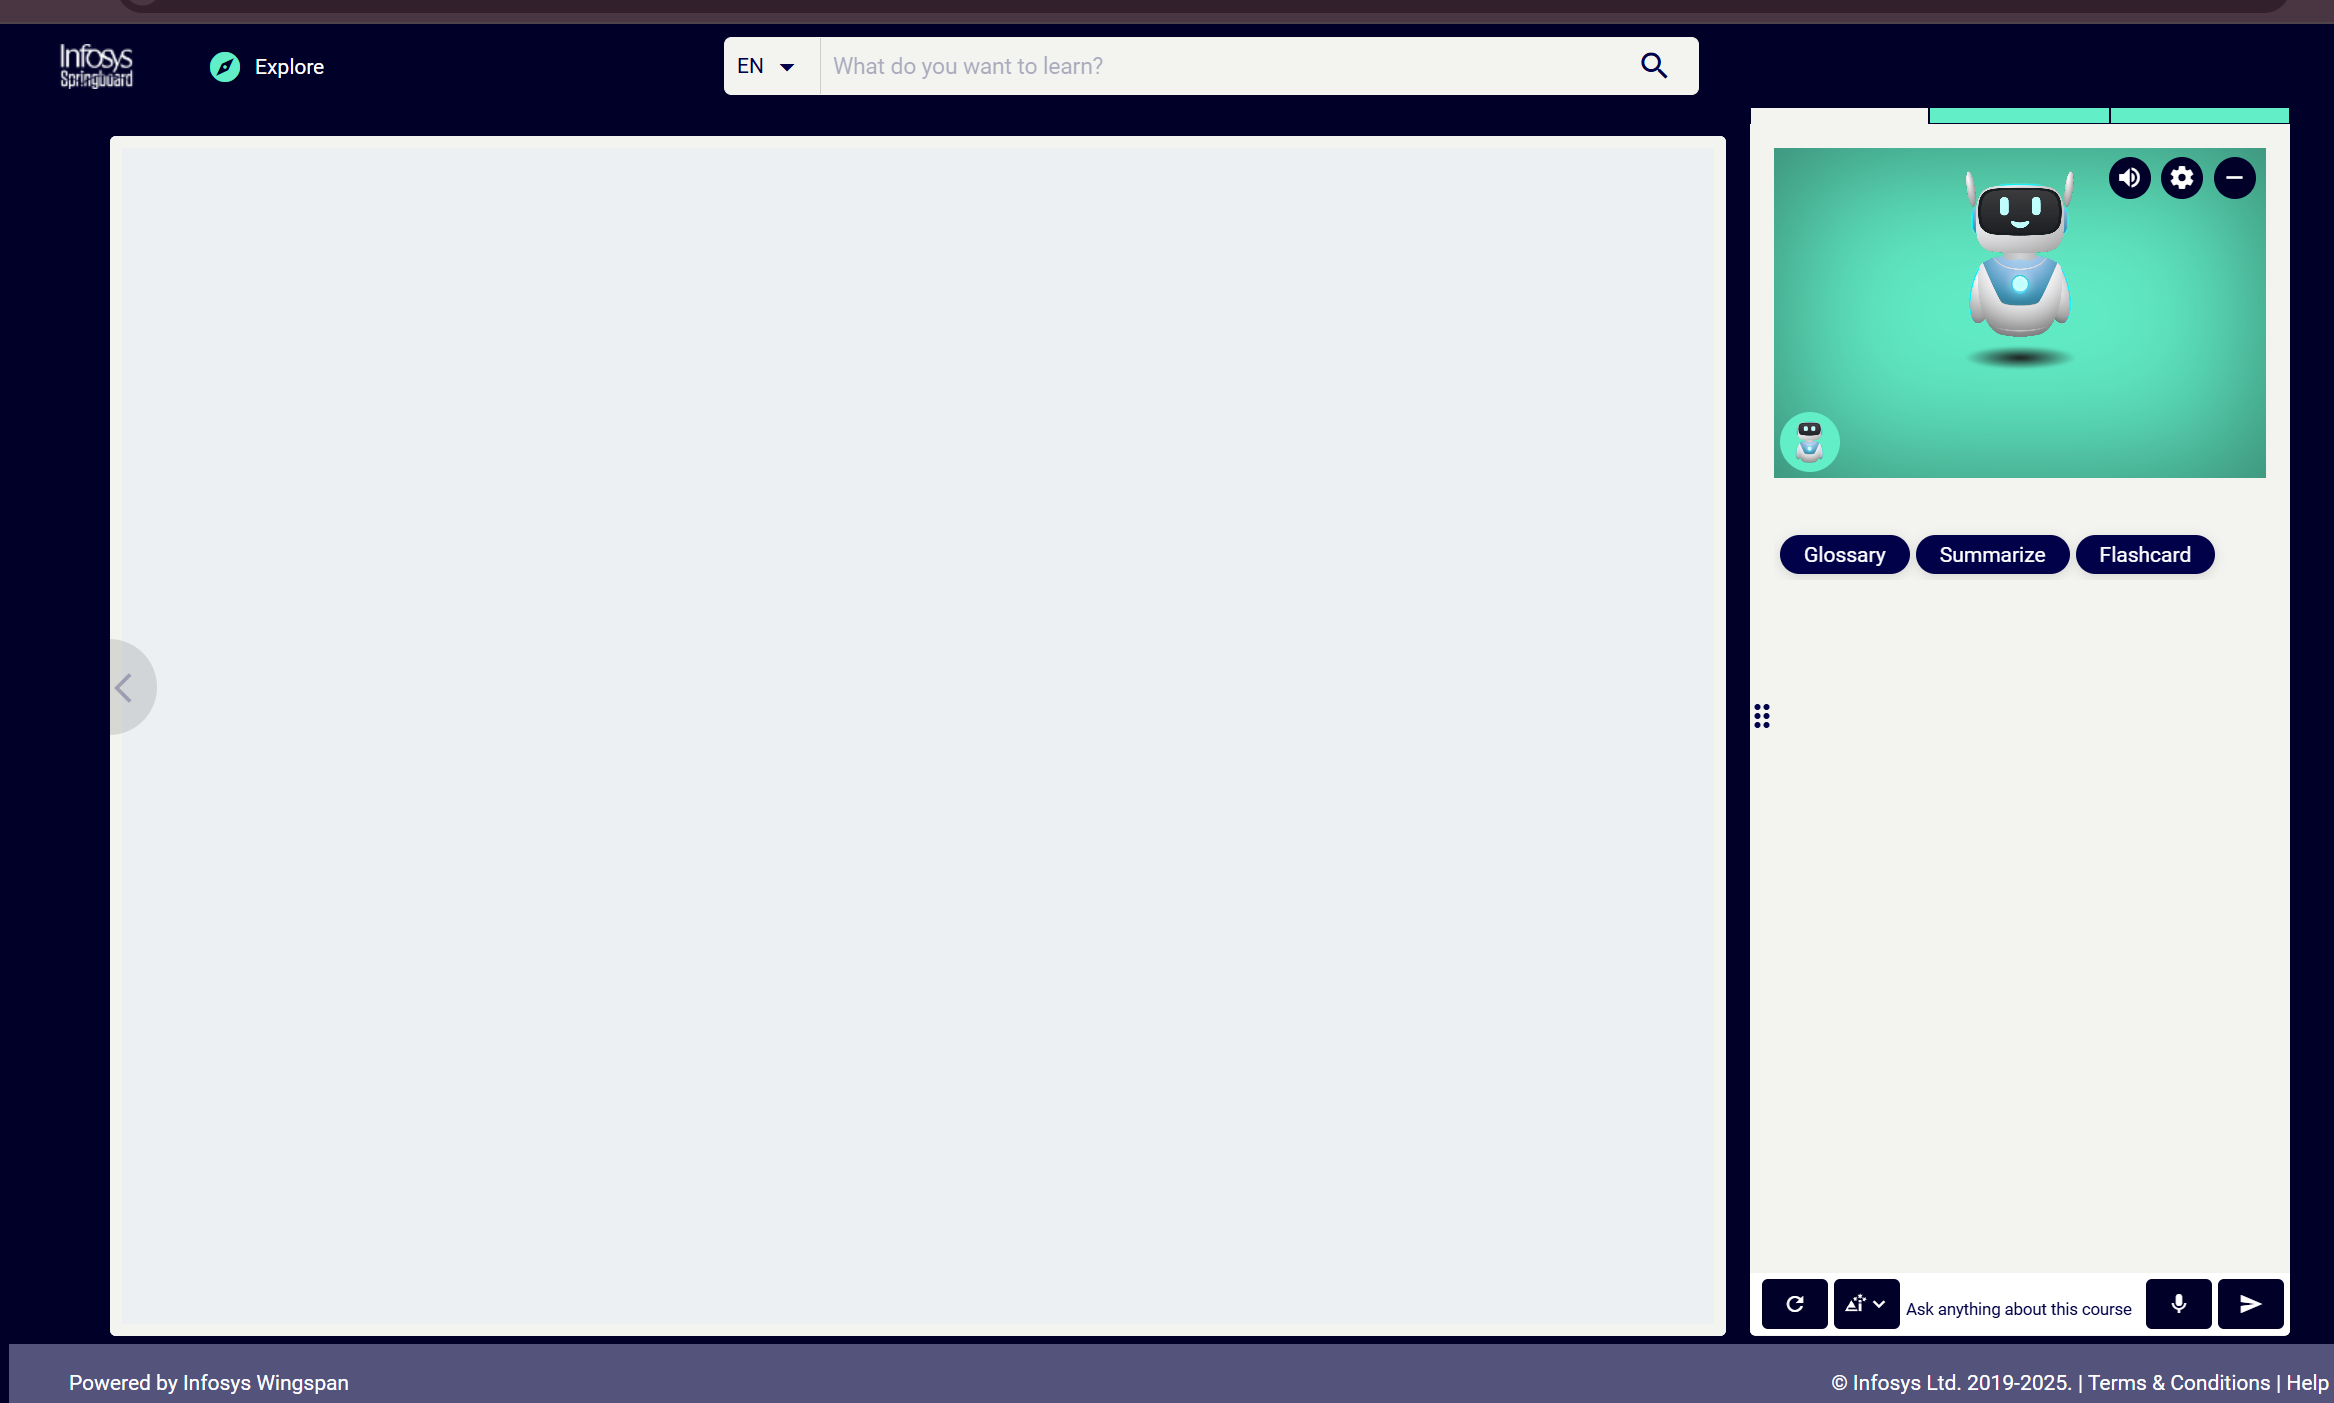 Infosys
Springboard
Explore
EN
What do you want to learn?
Glossary
Summarize
Flashcard
Ask anything about this course
Powered by Infosys Wingspan
© Infosys Ltd. 2019-2025. | Terms & Conditions | Help